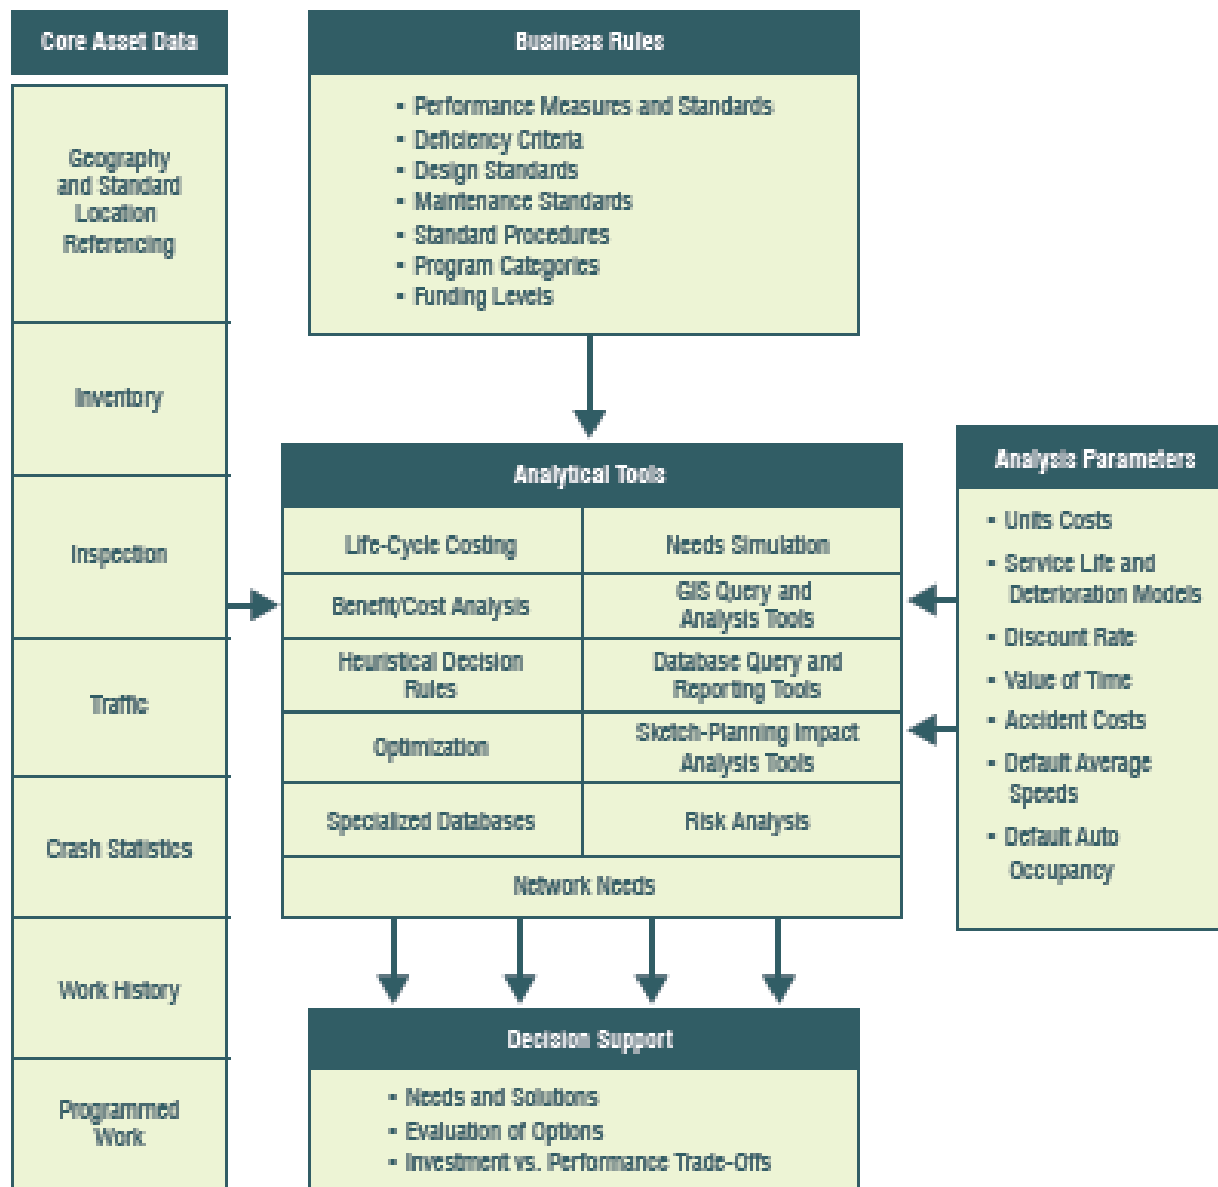 Core Asset Data
Geography
and Standard
Location
Referencing
Inventory
Inspection
Traffic
Crash Statistics
Work History
Programmed
Work
Business Rules
▪ Performance Measures and Standards
▪ Deficiency Criteria
▪ Design Standards
▪ Maintenance Standards
▪ Standard Procedures
▪ Program Categories
▪ Funding Levels
Analytical Tools
Life-Cycle Costing
Needs Simulation
Benefit/Cost Analysis
GIS Query and
Analysis Tools
Heuristical Decision
Rules
Database Query and
Reporting Tools
Optimization
Sketch-Planning Impact
Analysis Tools
Specialized Databases
Risk Analysis
Network Needs
Analysis Parameters
▪ Units Costs
▪ Service Life and
Deterioration Models
▪ Discount Rate
▪ Value of Time
▪ Accident Costs
▪ Default Average
Speeds
▪ Default Auto
Occupancy
Decision Support
▪ Needs and Solutions
▪ Evaluation of Options
▪ Investment vs. Performance Trade-Offs